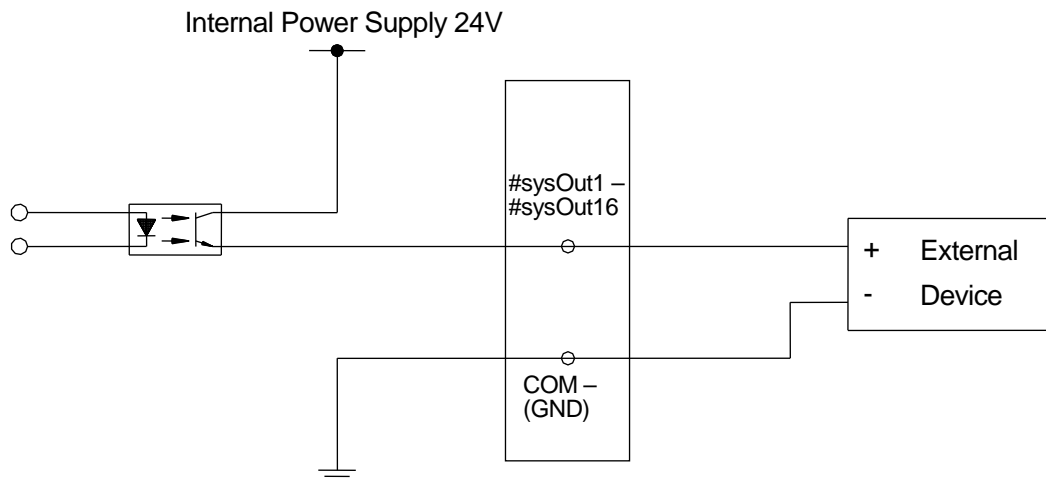 Internal Power Supply 24V
#sysOut1 –
#sysOut16
+ External
- Device
COM –
(GND)